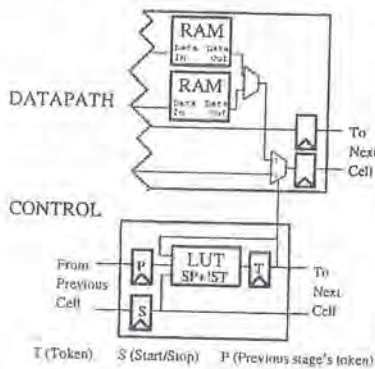 RAM
Data Data
In Out
RAM
Data Data
In Out
DATAPATH
To
Next
Cell
CONTROL
From
Previous
Cell
P
LUT
SP+!ST
T
To
Next
Cell
S
T (Token) S (Start/Stop) P (Previous stage's token)